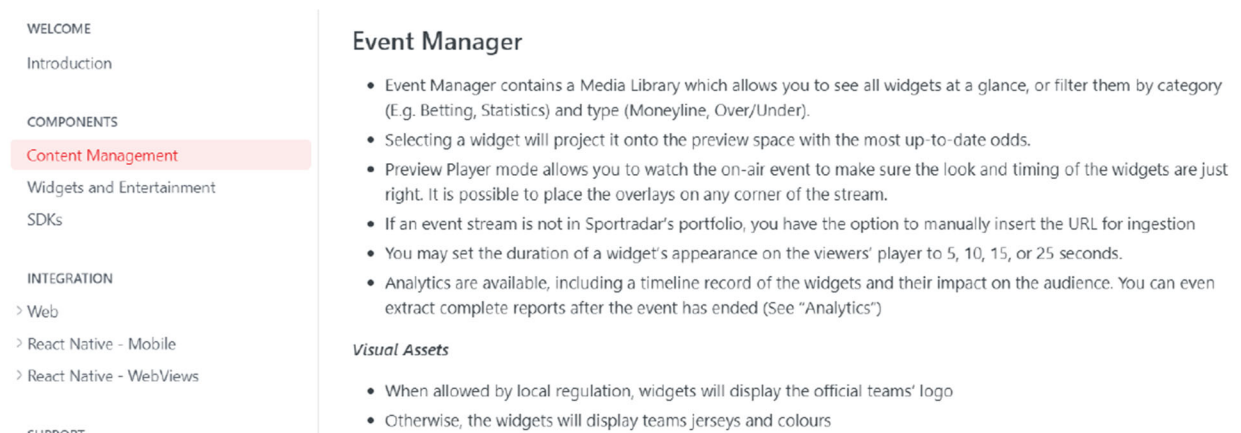 WELCOME
Introduction
COMPONENTS
Content Management
Widgets and Entertainment
SDKs
INTEGRATION
Web
React Native - Mobile
React Native - WebViews
Event Manager
Event Manager contains a Media Library which allows you to see all widgets at a glance, or filter them by category
(E.g. Betting, Statistics) and type (Moneyline, Over/Under).
Selecting a widget will project it onto the preview space with the most up-to-date odds.
Preview Player mode allows you to watch the on-air event to make sure the look and timing of the widgets are just
right. It is possible to place the overlays on any corner of the stream.
If an event stream is not in Sportradar's portfolio, you have the option to manually insert the URL for ingestion
You may set the duration of a widget's appearance on the viewers' player to 5, 10, 15, or 25 seconds.
Analytics are available, including a timeline record of the widgets and their impact on the audience. You can even
extract complete reports after the event has ended (See “Analytics”)
Visual Assets
When allowed by local regulation, widgets will display the official teams' logo
Otherwise, the widgets will display teams jerseys and colours